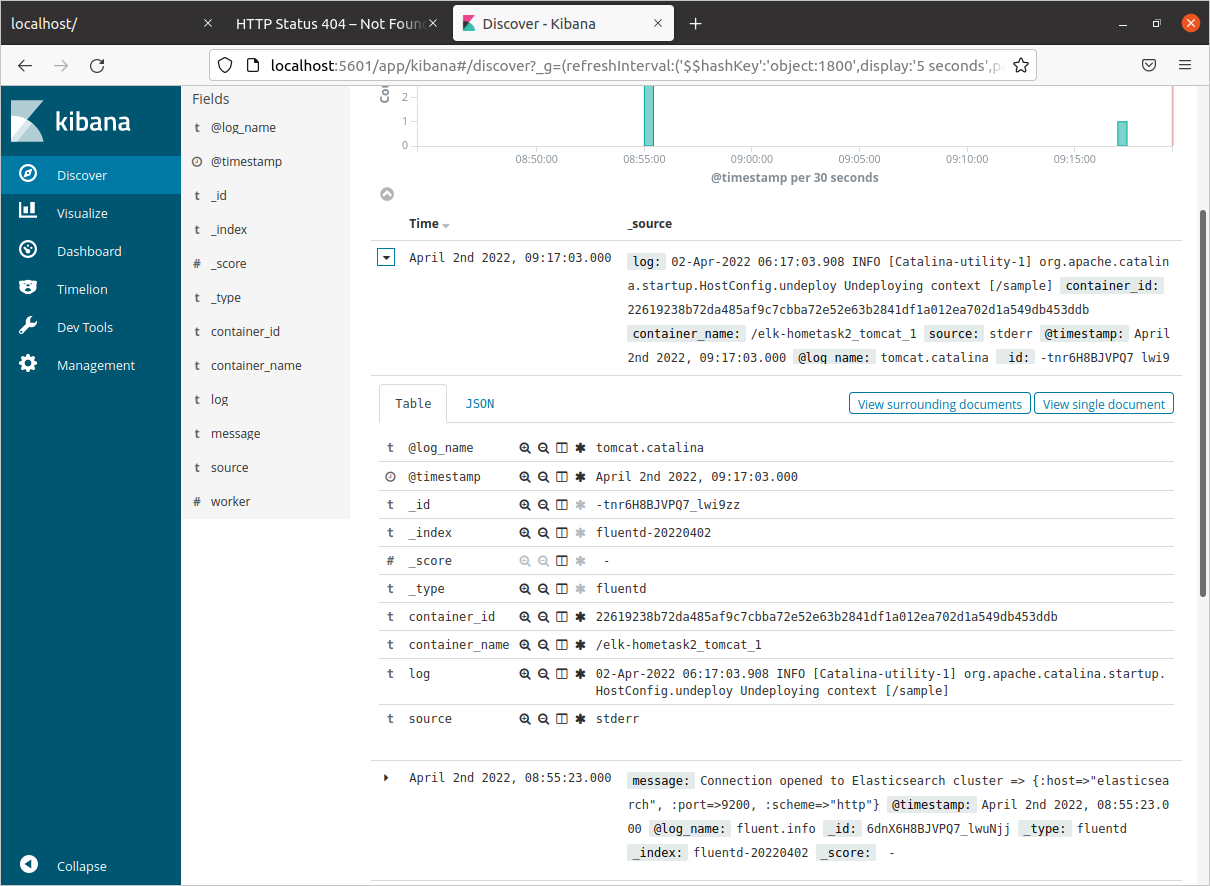 localhost/
HTTP Status 404 – Not Foun
Discover - Kibana
localhost:5601/app/kibana#/discover?_g=(refreshInterval:('$$hashKey':'object:1800',display:'5 seconds',pa
kibana
Discover
Visualize
Dashboard
Timelion
Dev Tools
Management
Collapse
Fields
t @log_name
@timestamp
t _id
t _index
# _score
t _type
t container_id
t container_name
t log
t message
t source
# worker
Cou
2
1
0
08:50:00 08:55:00 09:00:00 09:05:00 09:10:00 09:15:00
@timestamp per 30 seconds
Time _source
April 2nd 2022, 09:17:03.000
log: 02-Apr-2022 06:17:03.908 INFO [Catalina-utility-1] org.apache.catalin
a.startup.HostConfig.undeploy Undeploying context [/sample] container_id:
22619238b72da485af9c7cbba72e52e63b2841df1a012ea702d1a549db453ddb
container_name: /elk-hometask2_tomcat_1 source: stderr @timestamp: April
2nd 2022, 09:17:03.000 @log_name: tomcat.catalina _id: -tnr6H8BJVPQ7_lwi9
Table JSON View surrounding documents View single document
t @log_name tomcat.catalina
@timestamp April 2nd 2022, 09:17:03.000
t _id -tnr6H8BJVPQ7_lwi9zz
t _index fluentd-20220402
# _score -
t _type fluentd
t container_id 22619238b72da485af9c7cbba72e52e63b2841df1a012ea702d1a549db453ddb
t container_name /elk-hometask2_tomcat_1
t log 02-Apr-2022 06:17:03.908 INFO [Catalina-utility-1] org.apache.catalina.startup.
HostConfig.undeploy Undeploying context [/sample]
t source stderr
April 2nd 2022, 08:55:23.000
message: Connection opened to Elasticsearch cluster => {:host=>"elasticsea
rch", :port=>9200, :scheme=>"http"} @timestamp: April 2nd 2022, 08:55:23.0
00 @log_name: fluent.info _id: 6dnX6H8BJVPQ7_lwuNjj _type: fluentd
_index: fluentd-20220402 _score: -